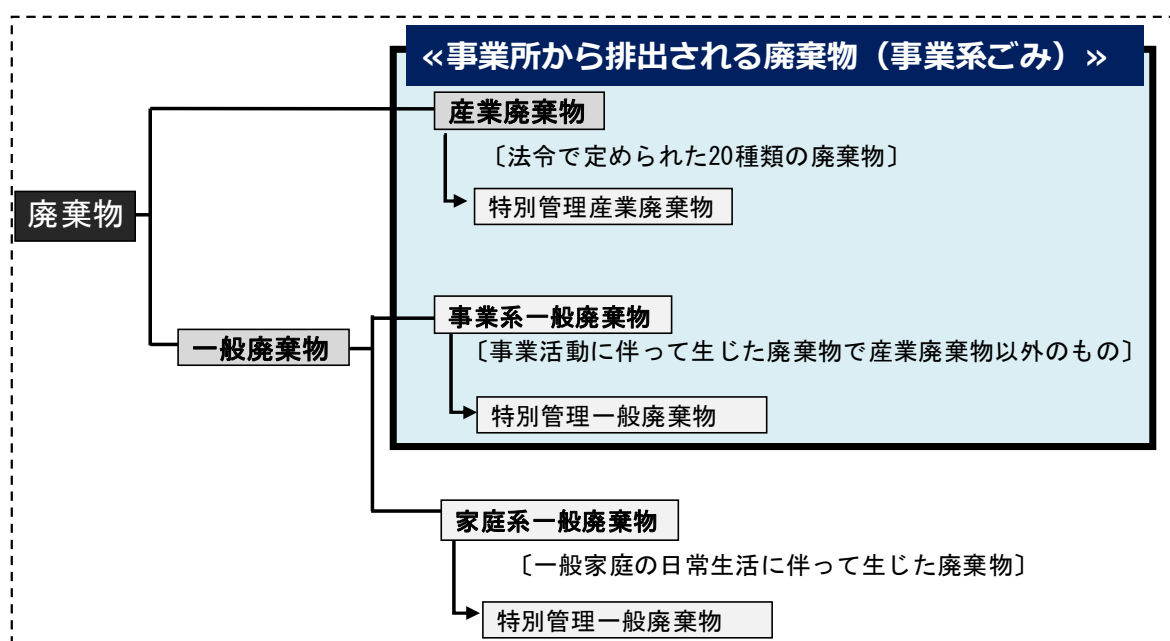 ≪事業所から排出される廃棄物（事業系ごみ）≫
産業廃棄物
〔法令で定められた20種類の廃棄物〕
特別管理産業廃棄物
廃棄物
事業系一般廃棄物
一般廃棄物
〔事業活動に伴って生じた廃棄物で産業廃棄物以外のもの〕
特別管理一般廃棄物
家庭系一般廃棄物
〔一般家庭の日常生活に伴って生じた廃棄物〕
特別管理一般廃棄物